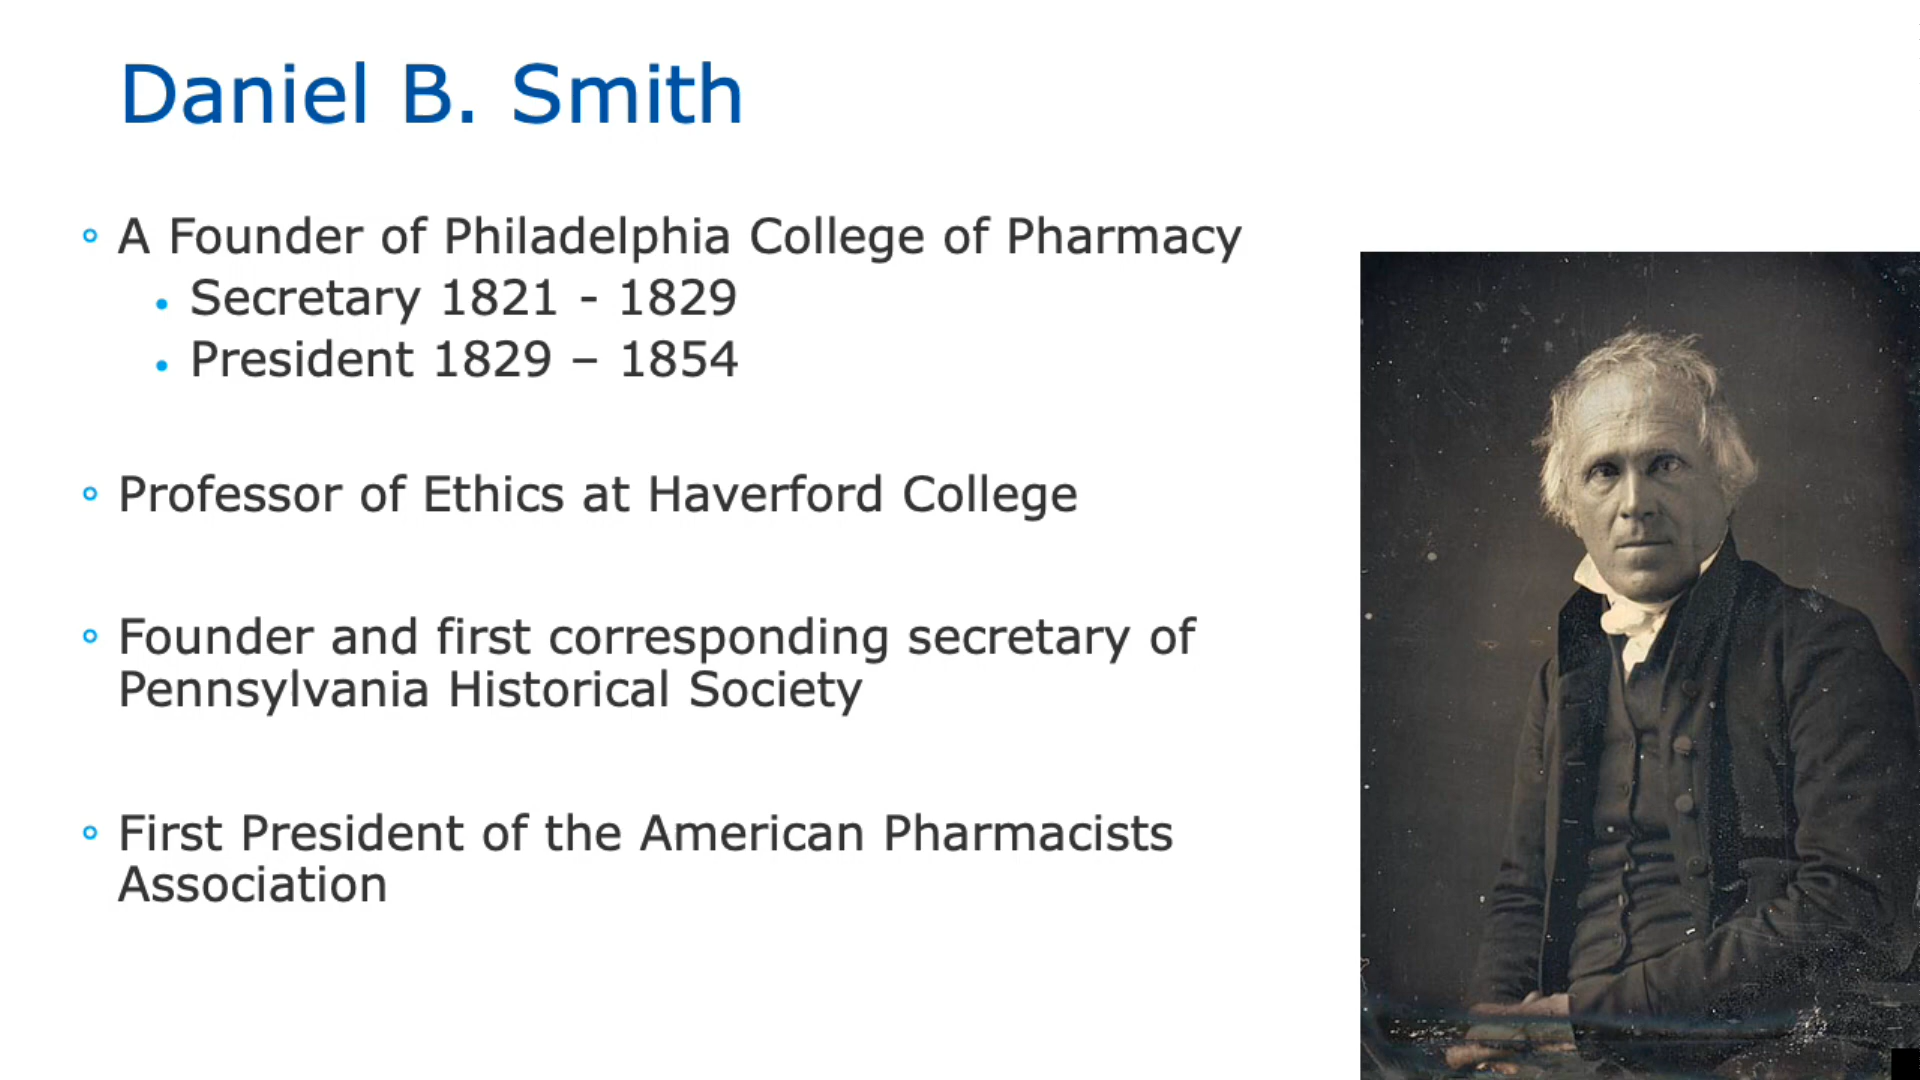 Daniel B. Smith
A Founder of Philadelphia College of Pharmacy
Secretary 1821 - 1829
President 1829 – 1854
Professor of Ethics at Haverford College
Founder and first corresponding secretary of
Pennsylvania Historical Society
First President of the American Pharmacists
Association